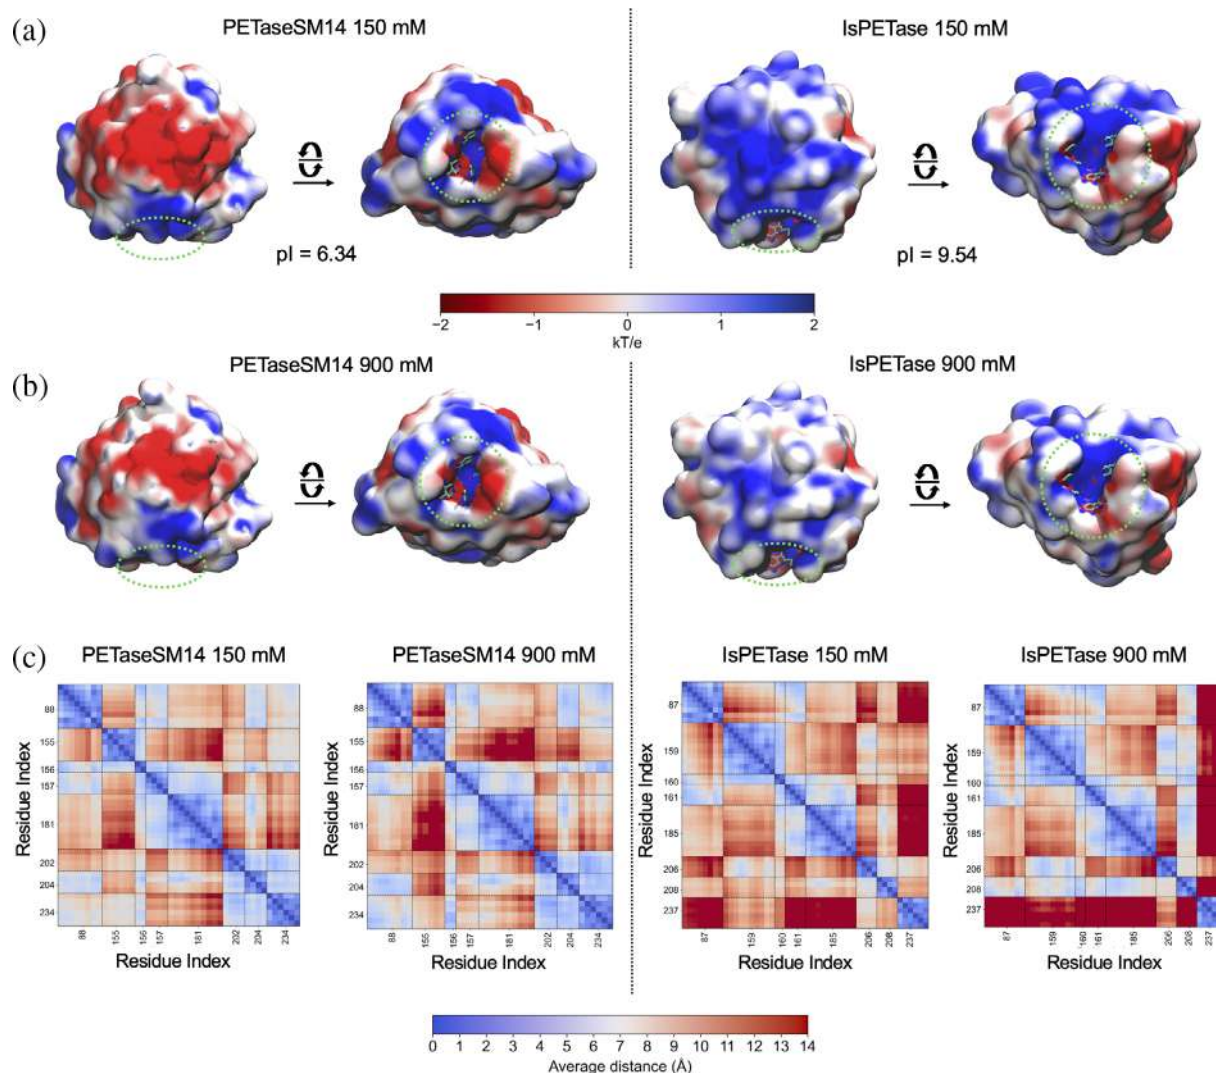 (a)
PETaseSM14 150 mM
IsPETase 150 mM
pI = 6.34
pI = 9.54
−2 −1 0 1 2
kT/e
(b)
PETaseSM14 900 mM
IsPETase 900 mM
(c)
PETaseSM14 150 mM
PETaseSM14 900 mM
IsPETase 150 mM
IsPETase 900 mM
Residue Index
88
155
156
157
181
202
204
234
88 155 156 157 181 202 204 234
Residue Index
Residue Index
88
155
156
157
181
202
204
234
88 155 156 157 181 202 204 234
Residue Index
Residue Index
87
159
160
161
185
206
208
237
87 159 160 161 185 206 208 237
Residue Index
Residue Index
87
159
160
161
185
206
208
237
87 159 160 161 185 206 208 237
Residue Index
0 1 2 3 4 5 6 7 8 9 10 11 12 13 14
Average distance (Å)